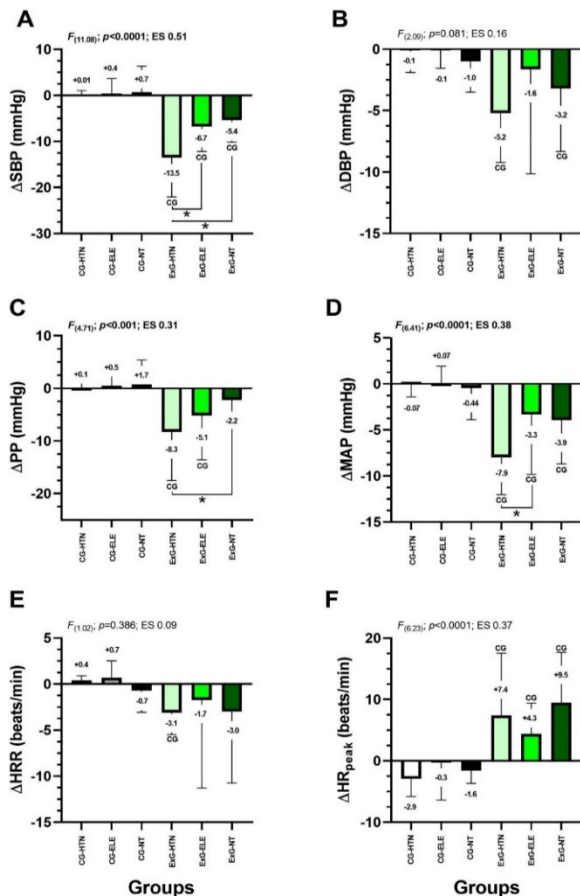 A
F(11.08); p<0.0001; ES 0.51
ΔSBP (mmHg)
10
0
-10
-20
-30
+0.01
+0.4
+0.7
-13.5
-6.7
-5.4
CG
CG
CG
*
*
CG-HTN
CG-ELE
CG-NT
ExG-HTN
ExG-ELE
ExG-NT
B
F(2.09); p=0.081; ES 0.16
ΔDBP (mmHg)
0
-5
-10
-15
-0.1
-0.1
-1.0
-5.2
-1.6
-3.2
CG
CG
CG-HTN
CG-ELE
CG-NT
ExG-HTN
ExG-ELE
ExG-NT
C
F(4.71); p<0.001; ES 0.31
ΔPP (mmHg)
10
0
-10
-20
+0.1
+0.5
+1.7
-8.3
-5.1
-2.2
CG
CG
*
CG-HTN
CG-ELE
CG-NT
ExG-HTN
ExG-ELE
ExG-NT
D
F(6.41); p<0.0001; ES 0.38
ΔMAP (mmHg)
5
0
-5
-10
-15
-0.07
+0.07
-0.44
-7.9
-3.3
-3.9
CG
CG
CG
*
CG-HTN
CG-ELE
CG-NT
ExG-HTN
ExG-ELE
ExG-NT
E
F(1.02); p=0.386; ES 0.09
ΔHRR (beats/min)
5
0
-5
-10
-15
+0.4
+0.7
-0.7
-3.1
-1.7
-3.0
CG
CG-HTN
CG-ELE
CG-NT
ExG-HTN
ExG-ELE
ExG-NT
Groups
F
F(6.23); p<0.0001; ES 0.37
ΔHRpeak (beats/min)
20
10
0
-10
-2.9
-0.3
-1.6
+7.4
+4.3
+9.5
CG
CG
CG
CG-HTN
CG-ELE
CG-NT
ExG-HTN
ExG-ELE
ExG-NT
Groups